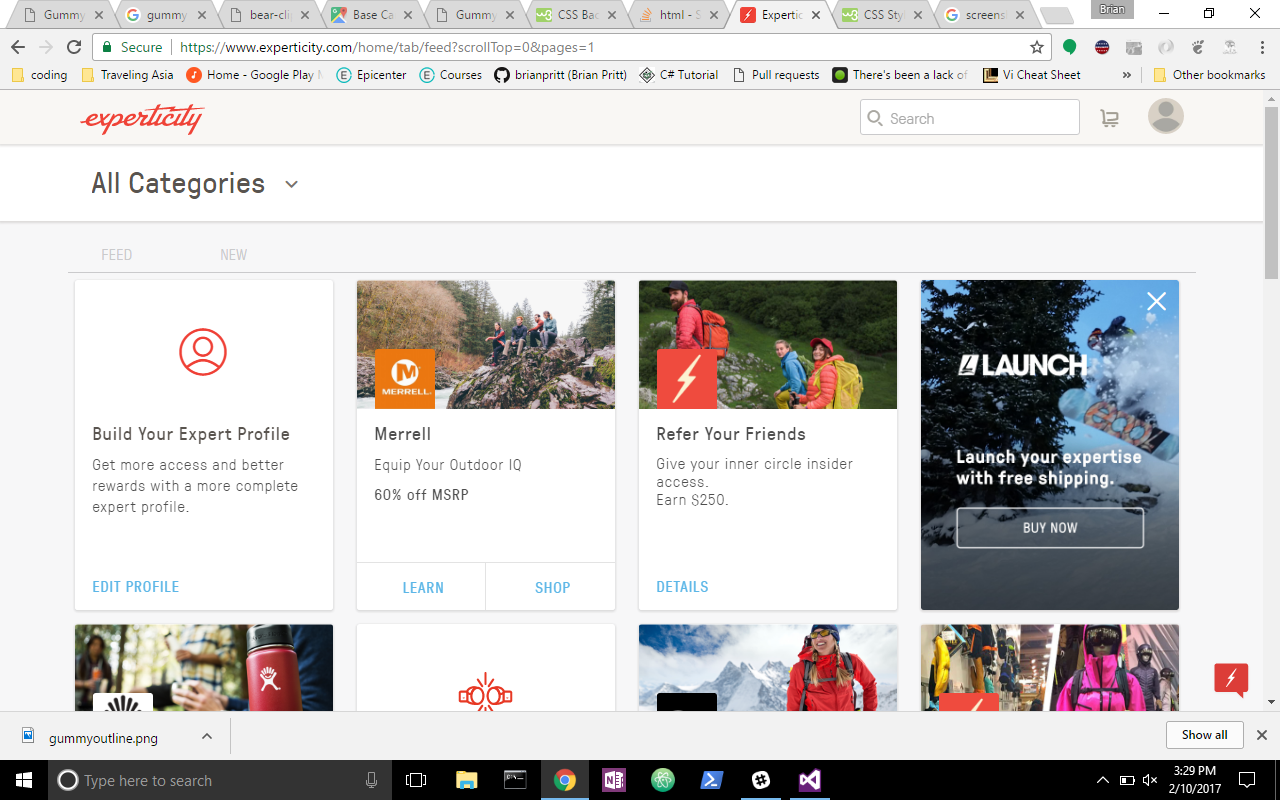 Gummy
gummy
bear-cli
Base Ca
Gummy
CSS Bac
html - S
Expertic
CSS Styl
screens
Brian
Secure
https://www.experticity.com/home/tab/feed?scrollTop=0&pages=1
coding
Traveling Asia
Home - Google Play M
Epicenter
Courses
brianpritt (Brian Pritt)
C# Tutorial
Pull requests
There's been a lack of
Vi Cheat Sheet
»
Other bookmarks
experticity
Search
All Categories
FEED
NEW
Build Your Expert Profile
Get more access and better
rewards with a more complete
expert profile.
EDIT PROFILE
M
MERRELL
Merrell
Equip Your Outdoor IQ
60% off MSRP
LEARN
SHOP
Refer Your Friends
Give your inner circle insider
access.
Earn $250.
DETAILS
LAUNCH
Launch your expertise
with free shipping.
BUY NOW
gummyoutline.png
Show all
Type here to search
3:29 PM
2/10/2017